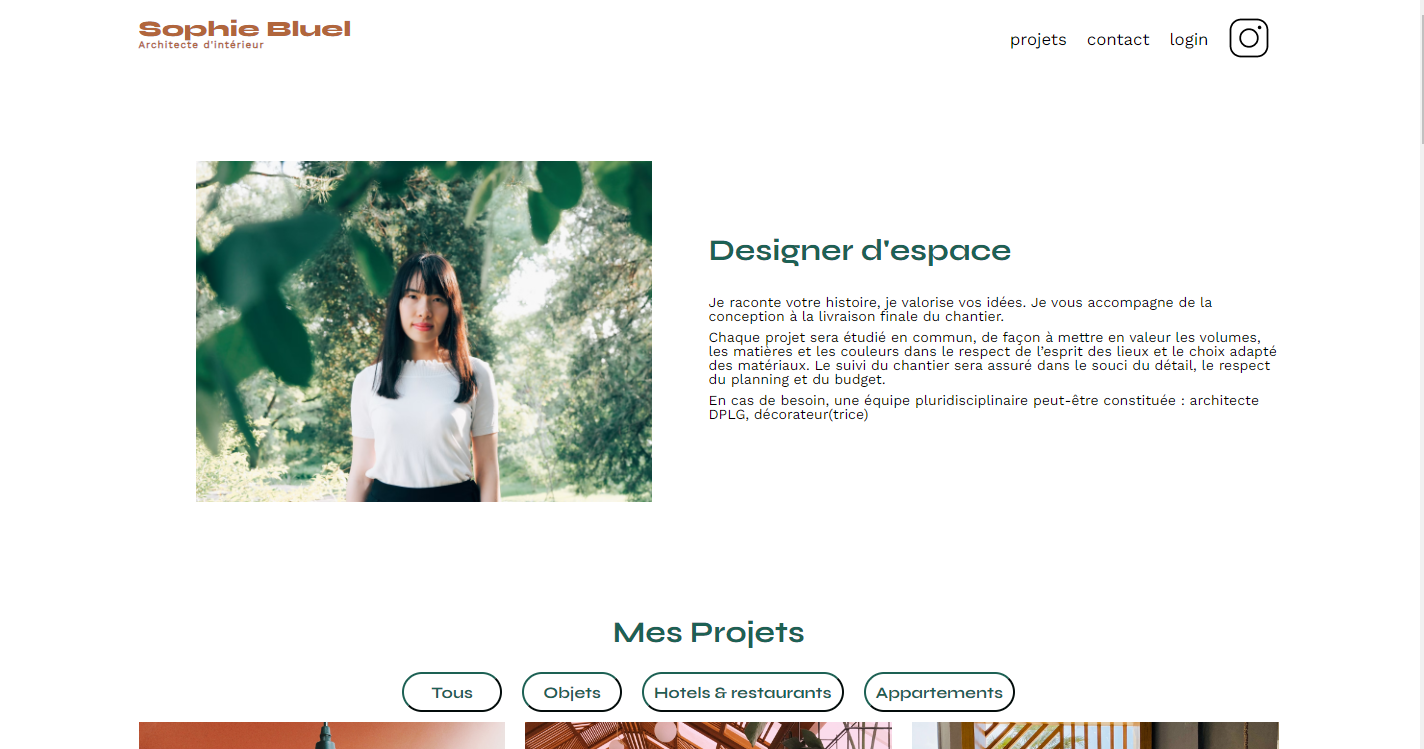 Sophie Bluel
Architecte d'intérieur
projets
contact
login
Designer d'espace
Je raconte votre histoire, je valorise vos idées. Je vous accompagne de la
conception à la livraison finale du chantier.
Chaque projet sera étudié en commun, de façon à mettre en valeur les volumes,
les matières et les couleurs dans le respect de l'esprit des lieux et le choix adapté
des matériaux. Le suivi du chantier sera assuré dans le souci du détail, le respect
du planning et du budget.
En cas de besoin, une équipe pluridisciplinaire peut-être constituée : architecte
DPLG, décorateur(trice)
Mes Projets
Tous
Objets
Hotels & restaurants
Appartements